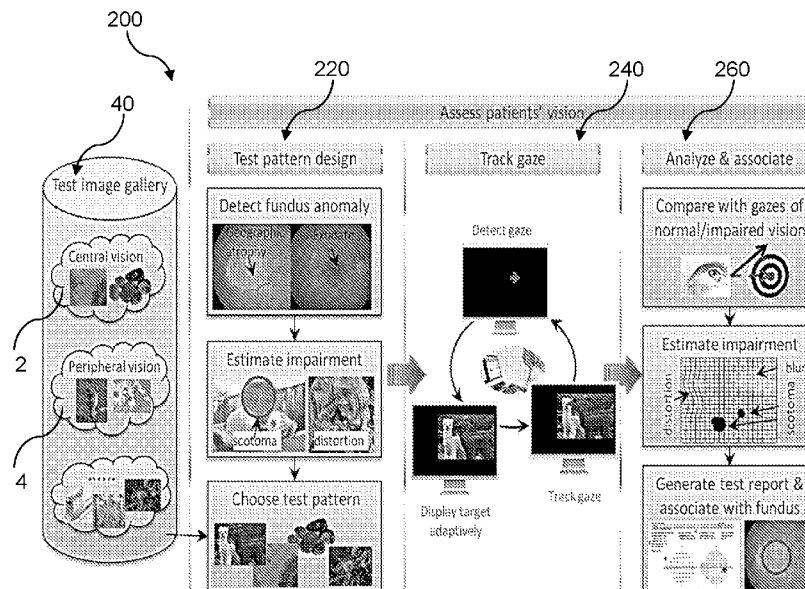 200
220
240
260
40
Assess patients' vision
Test pattern design
Track gaze
Analyze & associate
Test image gallery
Detect fundus anomaly
Compare with gazes of
normal/impaired vision
Detect gaze
atrophy
Central vision
2
Estimate impairment
Estimate impairment
Peripheral vision
blur
distortion
scotoma
scotoma
distortion
4
Choose test pattern
Display target
adaptively
Track gaze
Generate test report &
associate with fundus